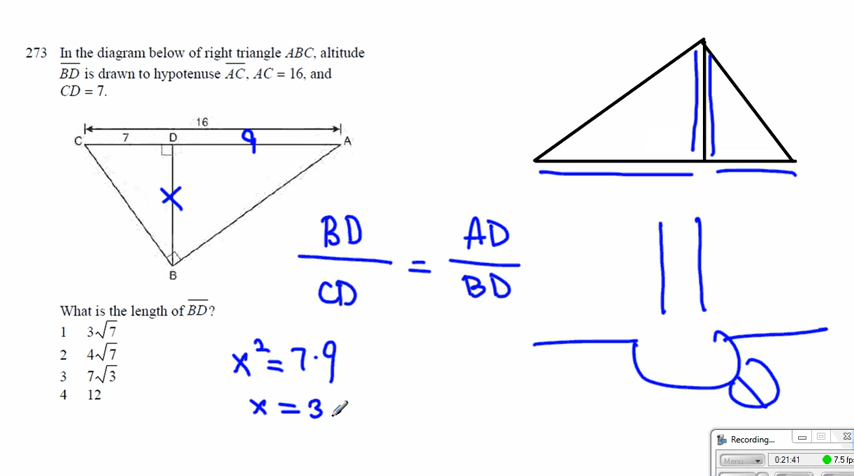 273 In the diagram below of right triangle ABC, altitude
BD is drawn to hypotenuse AC, AC = 16, and
CD = 7.
16
C 7 D 9 A
x
B
BD/CD = AD/BD
What is the length of BD?
1 3√7
2 4√7
3 7√3
4 12
x² = 7·9
x = 3
Recording...
Menu 0:21:41 7.5 fps